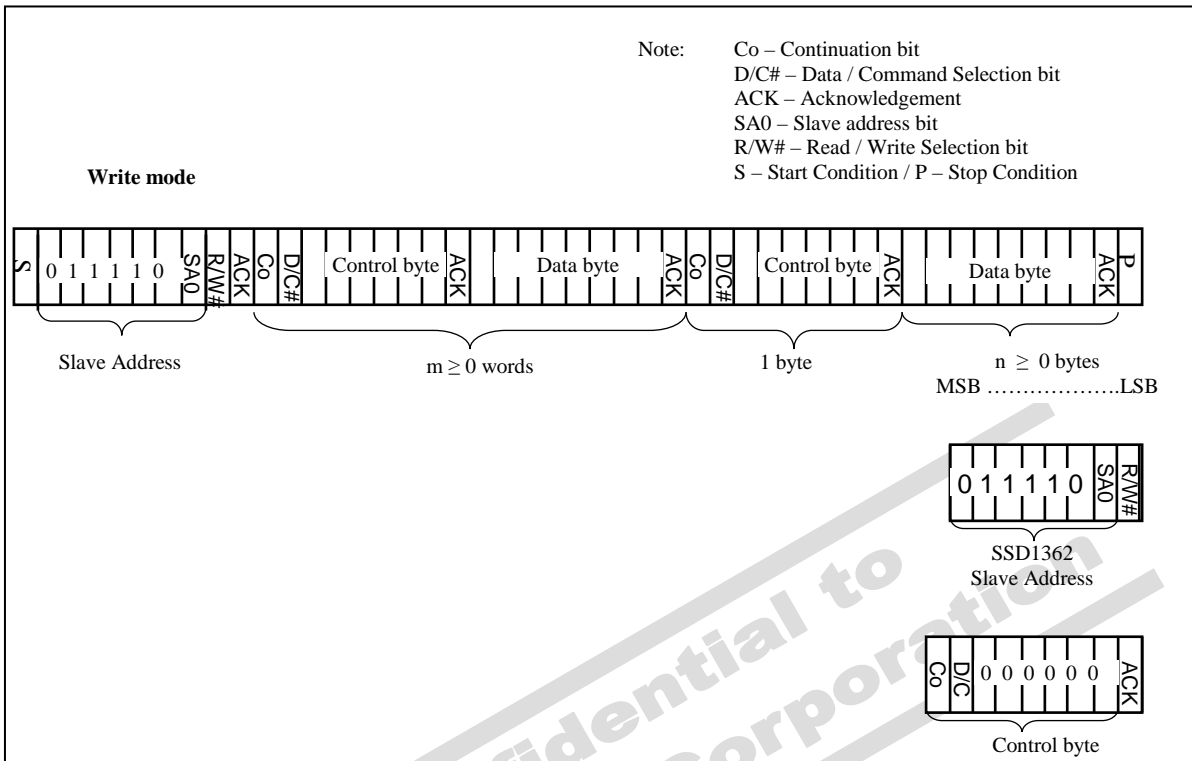 Note: Co – Continuation bit
D/C# – Data / Command Selection bit
ACK – Acknowledgement
SA0 – Slave address bit
R/W# – Read / Write Selection bit
S – Start Condition / P – Stop Condition
Write mode
S 0 1 1 1 1 0 SA0 R/W# ACK Co D/C# Control byte ACK Data byte ACK Co D/C# Control byte ACK Data byte ACK P
Slave Address m ≥ 0 words 1 byte n ≥ 0 bytes
MSB ……………….LSB
0 1 1 1 1 0 SA0 R/W#
SSD1362
Slave Address
Co D/C 0 0 0 0 0 0 ACK
Control byte
fidential to
Corporation